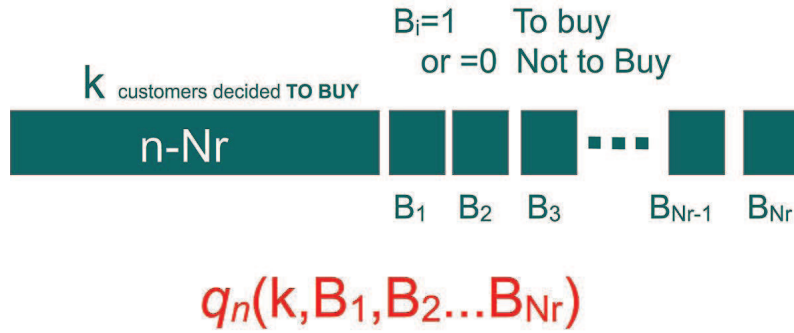 Bi=1 To buy
or =0 Not to Buy
k customers decided TO BUY
n-Nr
B1 B2 B3 BNr-1 BNr
qn(k,B1,B2...BNr)